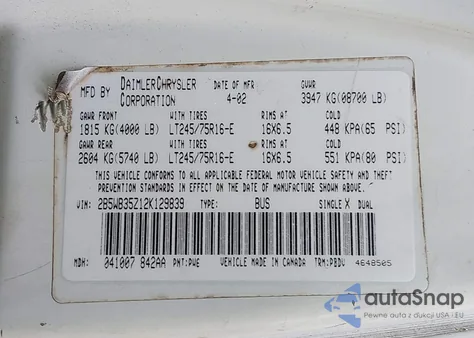 MFD BY DAIMLERCHRYSLER CORPORATION DATE OF MFR 4-02 GVWR 3947 KG(08700 LB)
GAWR FRONT WITH TIRES RIMS AT COLD
1815 KG(4000 LB) LT245/75R16-E 16X6.5 448 KPA(65 PSI)
GAWR REAR WITH TIRES RIMS AT COLD
2604 KG(5740 LB) LT245/75R16-E 16X6.5 551 KPA(80 PSI)
THIS VEHICLE CONFORMS TO ALL APPLICABLE FEDERAL MOTOR VEHICLE SAFETY AND THEFT
PREVENTION STANDARDS IN EFFECT ON THE DATE OF MANUFACTURE SHOWN ABOVE.
VIN: 2B5WB35Z12K129839 TYPE: BUS SINGLE X DUAL
MDH: 041007 842AA PNT:PWE VEHICLE MADE IN CANADA TRM:PBDV 4648505
autoSnap
Pewne auta z dUkcji USA i EU